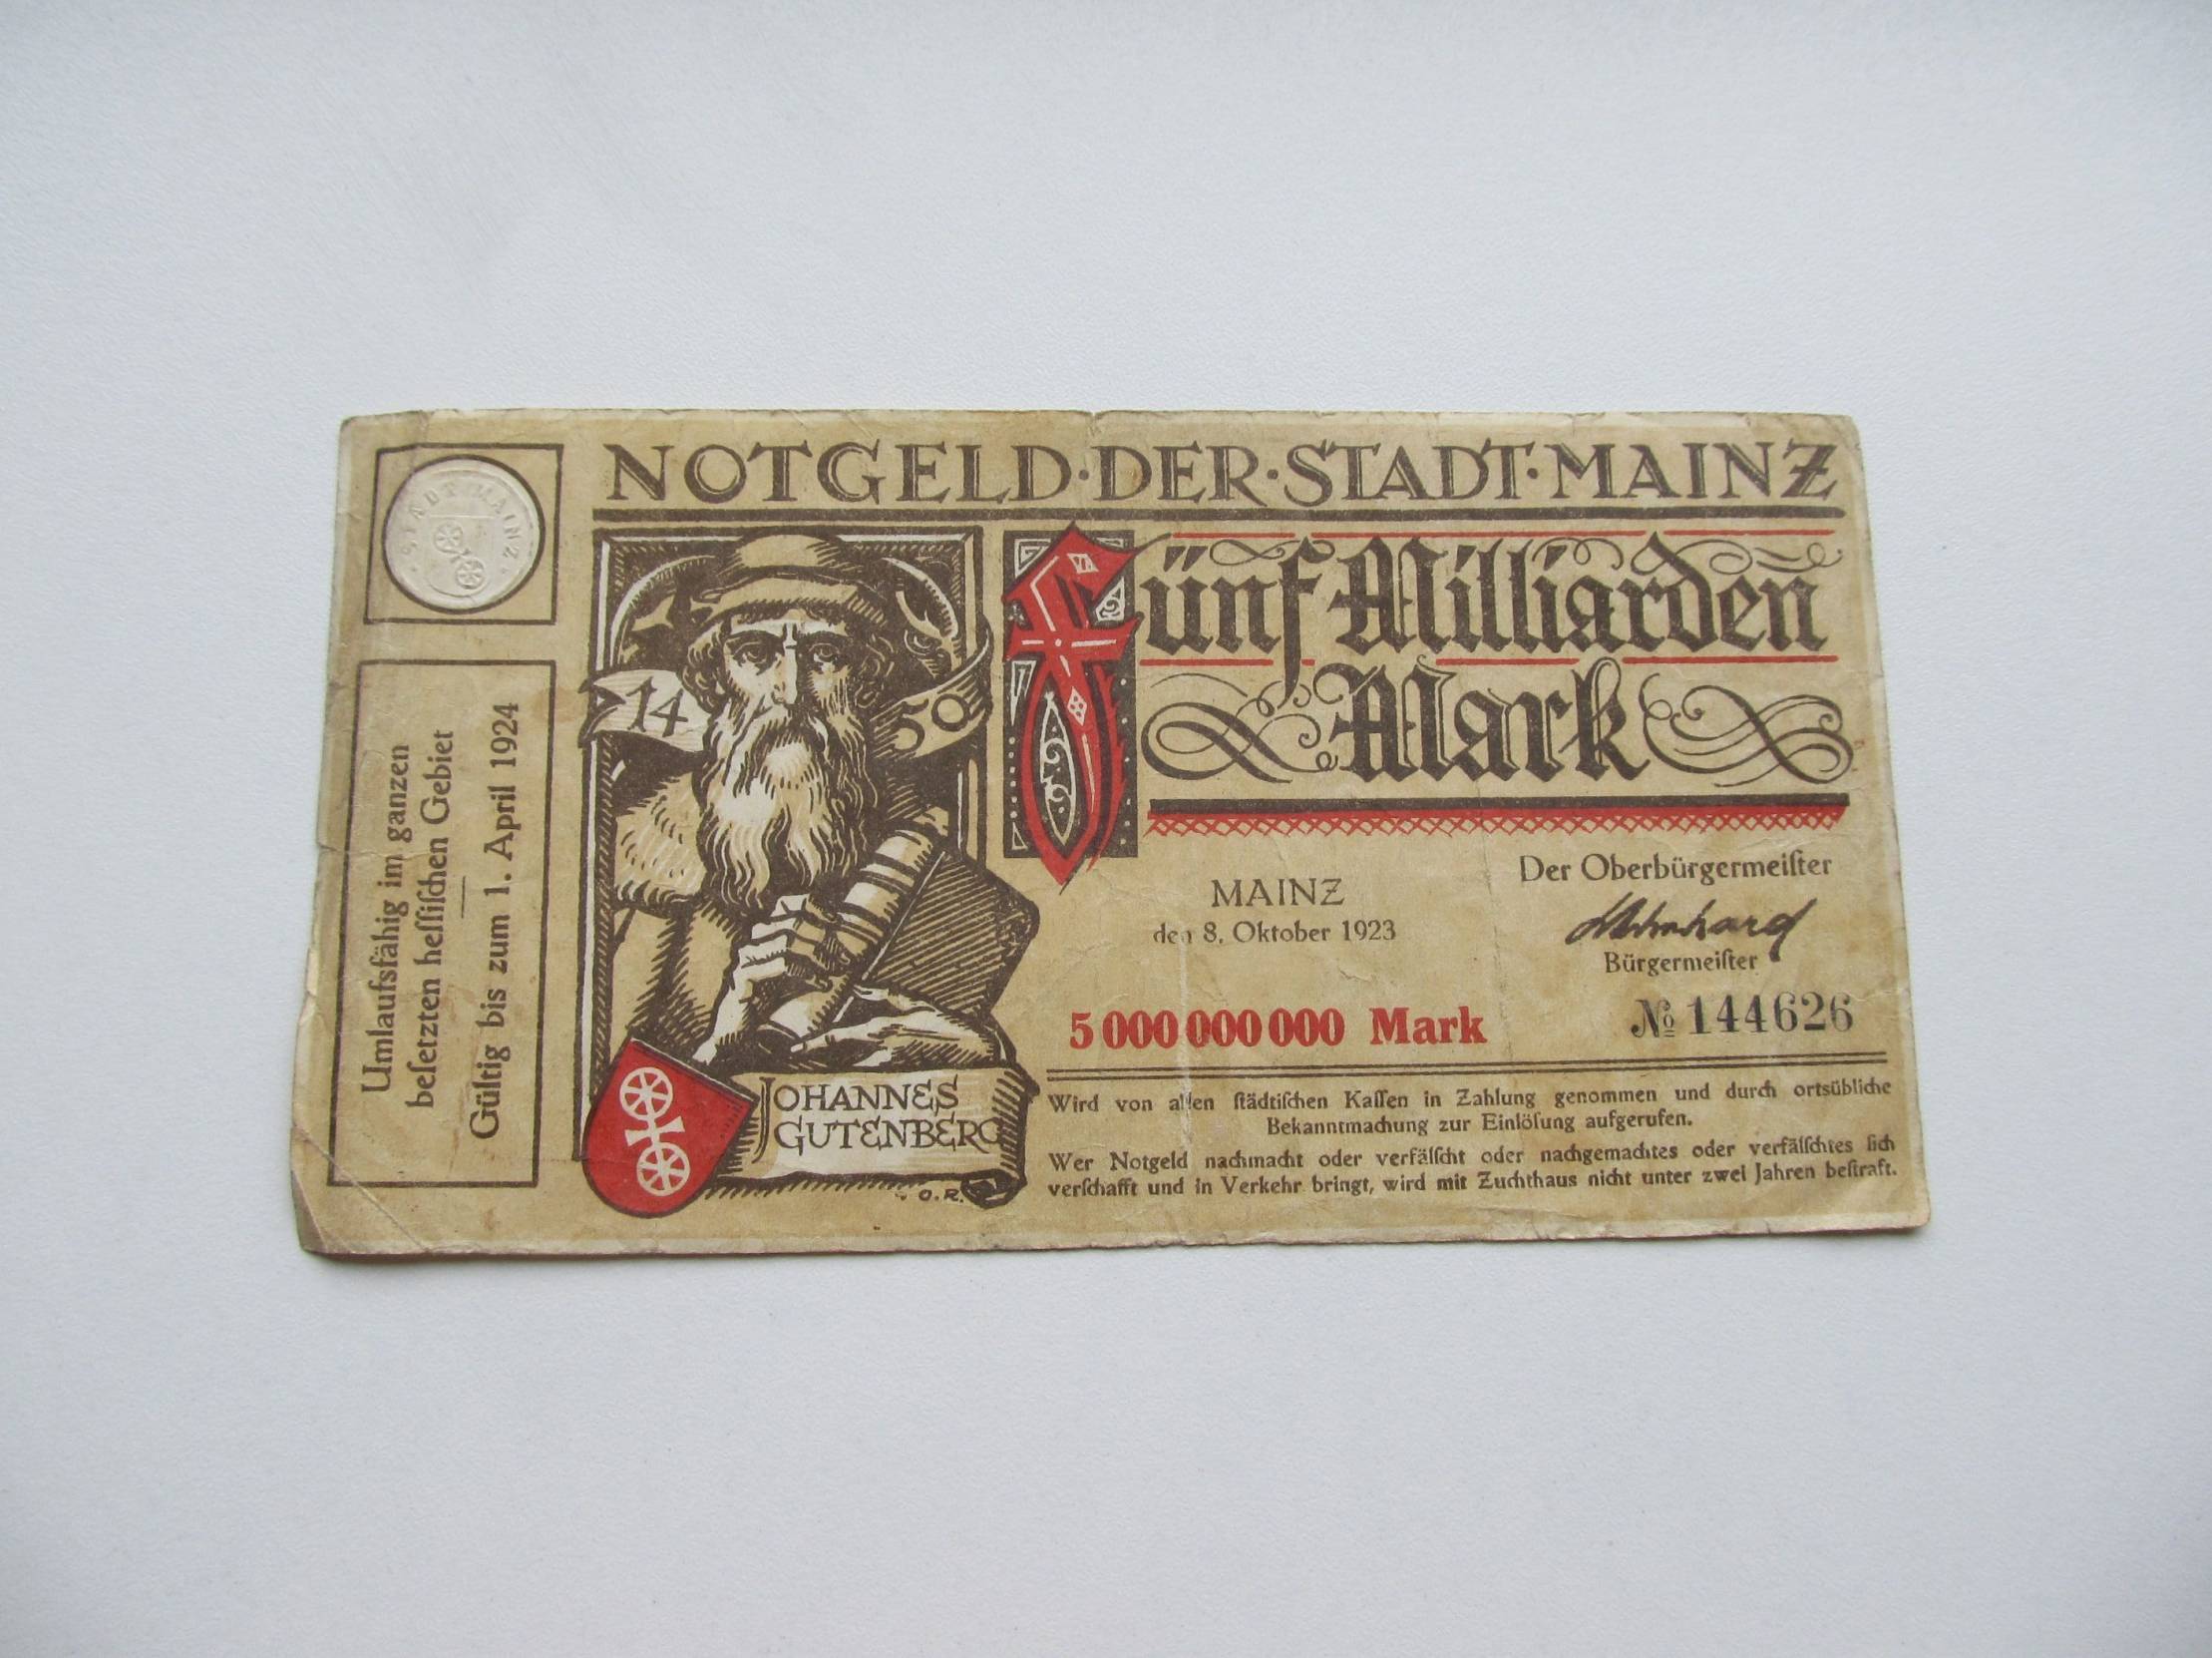 NOTGELD·DER·STADT·MAINZ
STADT MAINZ
Umlaufsfähig im ganzen
beſetzten heſſiſchen Gebiet
Gültig bis zum 1. April 1924
14 50
JOHANNES
GUTENBERG
O.R.
Fünf Milliarden
Mark
MAINZ
den 8. Oktober 1923
Der Oberbürgermeiſter
Bürgermeiſter
5 000 000 000 Mark
№ 144626
Wird von allen ſtädtiſchen Kaſſen in Zahlung genommen und durch ortsübliche
Bekanntmachung zur Einlöſung aufgerufen.
Wer Notgeld nachmacht oder verfälſcht oder nachgemachtes oder verfälſchtes ſich
verſchafft und in Verkehr bringt, wird mit Zuchthaus nicht unter zwei Jahren beſtraft.